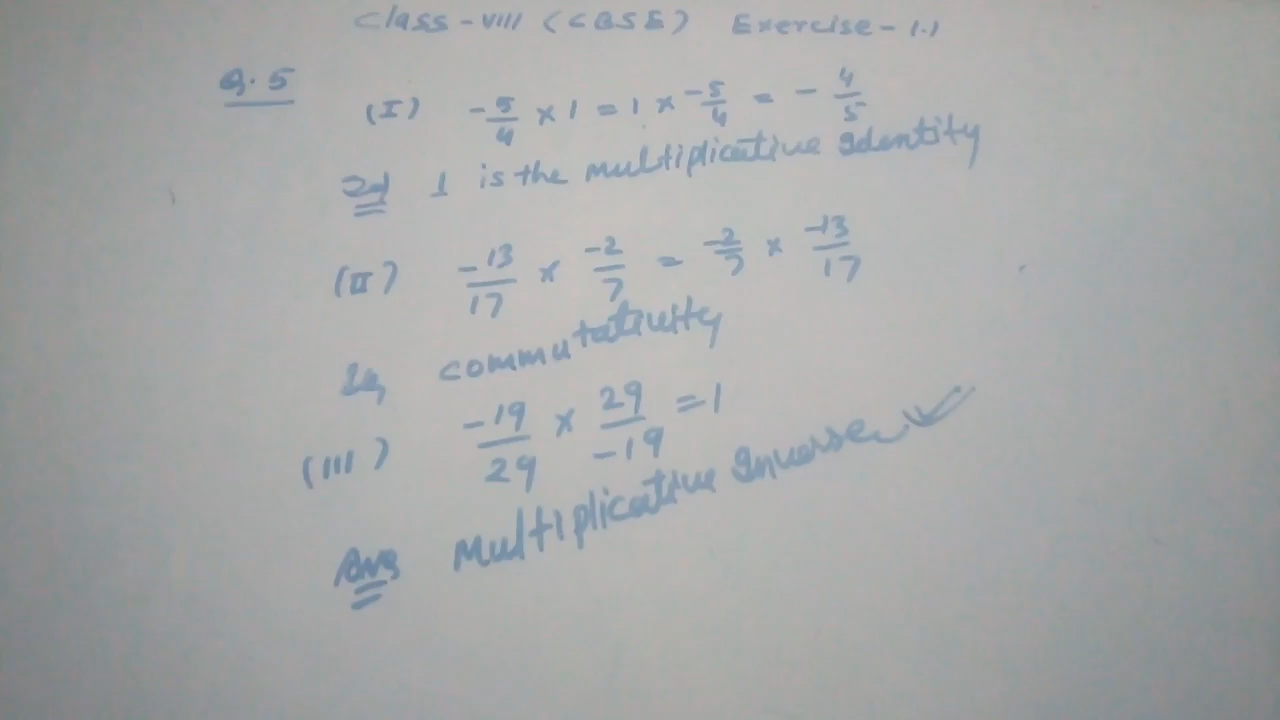 Class-VIII (CBSE) Exercise-1.1
Q.5
(I) -5/4 × 1 = 1 × -5/4 = - 4/5
1 is the multiplicative Identity
(II) -13/17 × -2/7 = -2/7 × -13/17
commutativity
(III) -19/29 × 29/-19 = 1
Ans Multiplicative Inverse